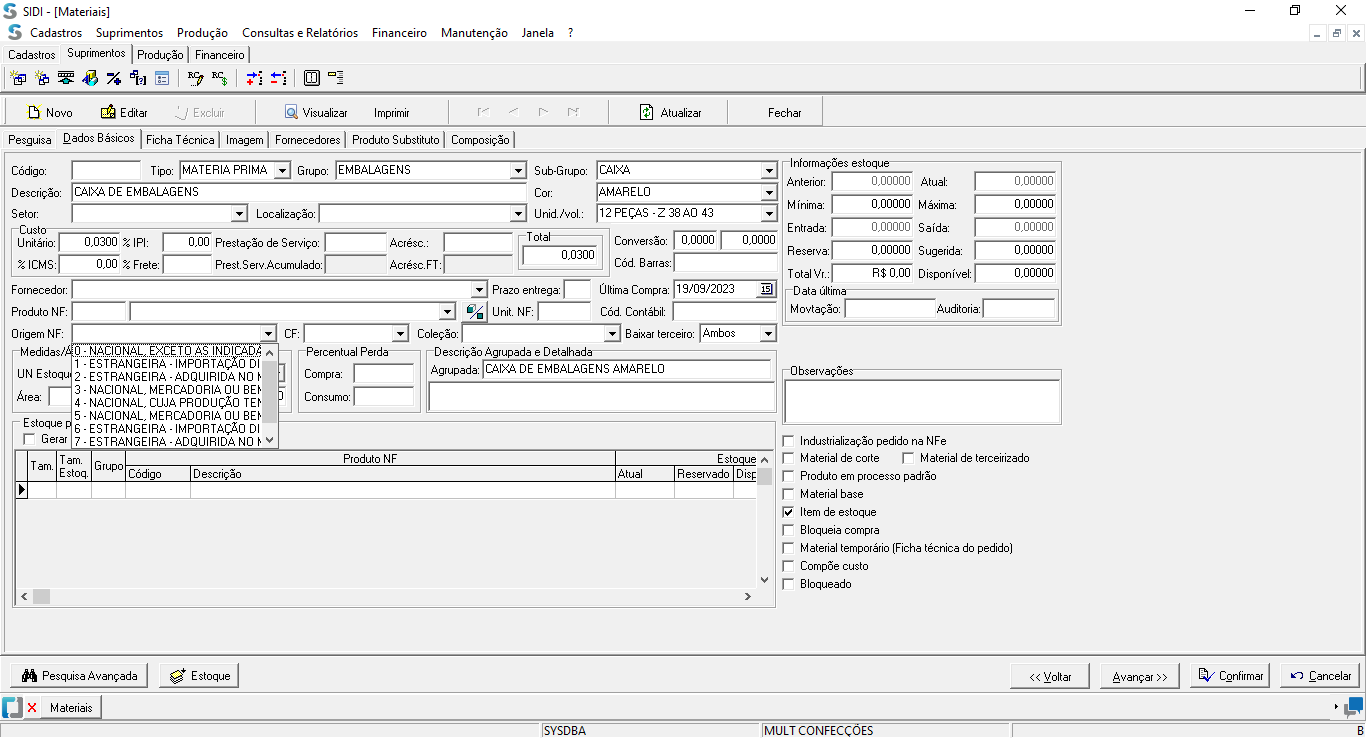 SIDI - [Materiais]
Cadastros Suprimentos Produção Consultas e Relatórios Financeiro Manutenção Janela ?
Cadastros Suprimentos Produção Financeiro
Novo Editar Excluir Visualizar Imprimir Atualizar Fechar
Pesquisa Dados Básicos Ficha Técnica Imagem Fornecedores Produto Substituto Composição
Código: Tipo: MATERIA PRIMA Grupo: EMBALAGENS Sub-Grupo: CAIXA
Descrição: CAIXA DE EMBALAGENS Cor: AMARELO
Setor: Localização: Unid./vol.: 12 PEÇAS - Z 38 AO 43
Custo
Unitário: 0,0300 % IPI: 0,00 Prestação de Serviço: Acrésc.: Total 0,0300 Conversão: 0,0000 0,0000
% ICMS: 0,00 % Frete: Prest.Serv.Acumulado: Acrésc.FT: Cód. Barras:
Fornecedor: Prazo entrega: Última Compra: 19/09/2023 15
Produto NF: Unit. NF: Cód. Contábil:
Origem NF: CF: Coleção: Baixar terceiro: Ambos
0 - NACIONAL, EXCETO AS INDICADA
1 - ESTRANGEIRA - IMPORTAÇÃO DI
2 - ESTRANGEIRA - ADQUIRIDA NO M
3 - NACIONAL, MERCADORIA OU BEN
4 - NACIONAL, CUJA PRODUÇÃO TEN
5 - NACIONAL, MERCADORIA OU BEN
6 - ESTRANGEIRA - IMPORTAÇÃO DI
7 - ESTRANGEIRA - ADQUIRIDA NO M
Medidas/Á
UN Estoque
Área: 0
Percentual Perda
Compra:
Consumo:
Descrição Agrupada e Detalhada
Agrupada: CAIXA DE EMBALAGENS AMARELO
Estoque p
Gerar
Tam. Tam. Estoq. Grupo Produto NF Estoque
Código Descrição Atual Reservado Disp
Informações estoque
Anterior: 0,00000 Atual: 0,00000
Mínima: 0,00000 Máxima: 0,00000
Entrada: 0,00000 Saída: 0,00000
Reserva: 0,00000 Sugerida: 0,00000
Total Vr.: R$ 0,00 Disponível: 0,00000
Data última
Movtação: Auditoria:
Observações
Industrialização pedido na NFe
Material de corte Material de terceirizado
Produto em processo padrão
Material base
Item de estoque
Bloqueia compra
Material temporário (Ficha técnica do pedido)
Compõe custo
Bloqueado
Pesquisa Avançada Estoque << Voltar Avançar >> Confirmar Cancelar
Materiais
SYSDBA MULT CONFECÇÕES B